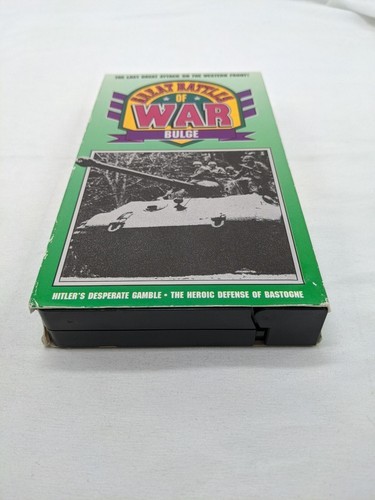 THE LAST GREAT ATTACK ON THE WESTERN FRONT!
GREAT BATTLES
OF
WAR
BULGE
HITLER'S DESPERATE GAMBLE • THE HEROIC DEFENSE OF BASTOGNE